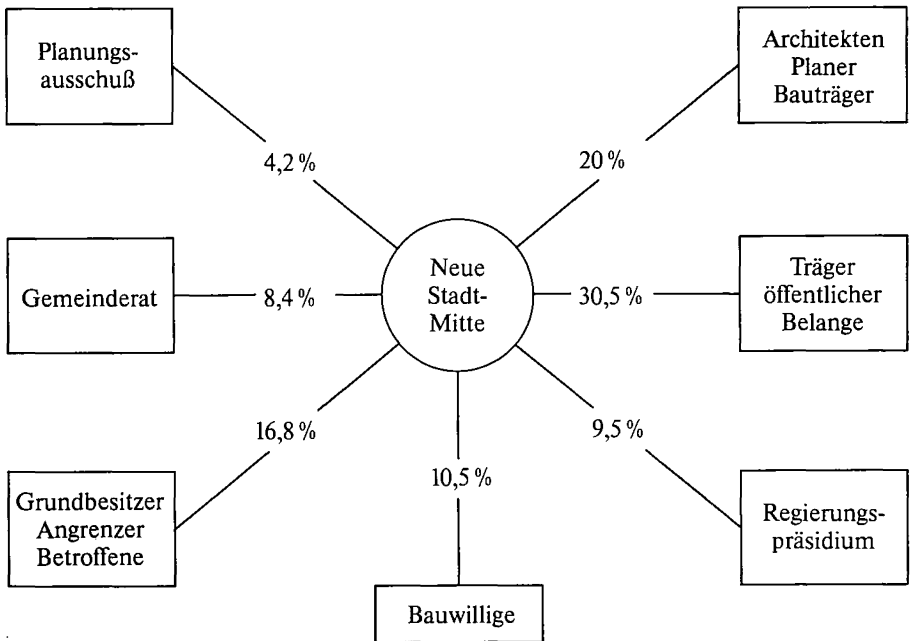 Planungs-
ausschuß
Architekten
Planer
Bauträger
4,2 %
20 %
Gemeinderat
8,4 %
Neue
Stadt-
Mitte
30,5 %
Träger
öffentlicher
Belange
16,8 %
9,5 %
10,5 %
Grundbesitzer
Angrenzer
Betroffene
Regierungs-
präsidium
Bauwillige